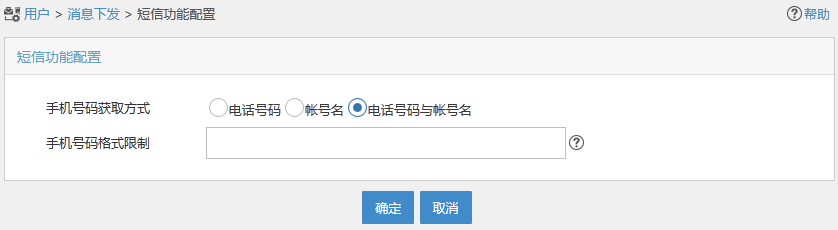 用户 > 消息下发 > 短信功能配置 帮助
短信功能配置
手机号码获取方式 电话号码 帐号名 电话号码与帐号名
手机号码格式限制
确定 取消